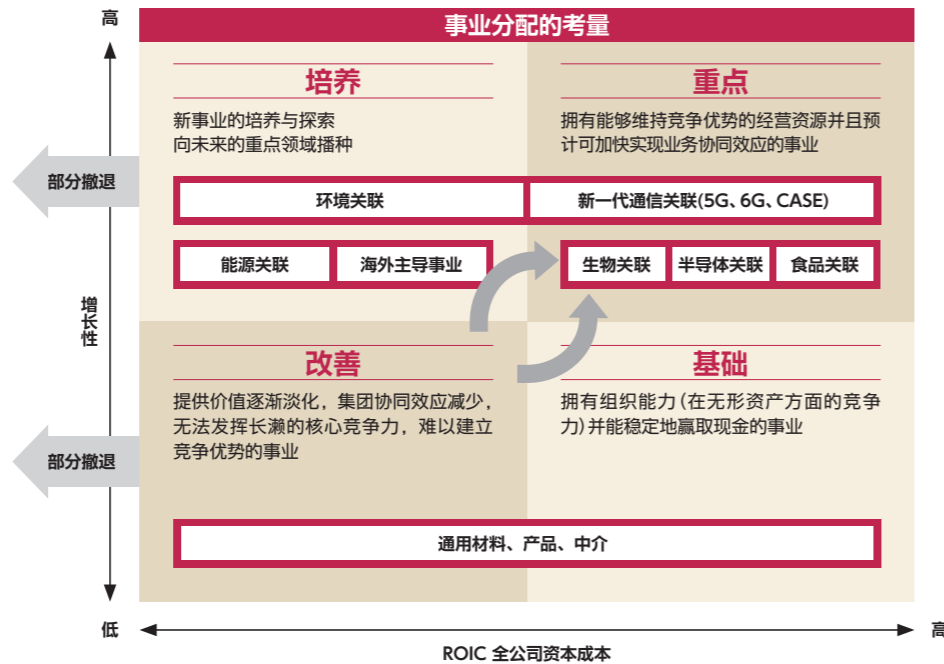 高
事业分配的考量
培养
新事业的培养与探索
向未来的重点领域播种
重点
拥有能够维持竞争优势的经营资源并且预
计可加快实现业务协同效应的事业
部分撤退
环境关联
新一代通信关联(5G、6G、CASE)
能源关联
海外主导事业
生物关联
半导体关联
食品关联
增长性
改善
提供价值逐渐淡化，集团协同效应减少，
无法发挥长濑的核心竞争力，难以建立
竞争优势的事业
基础
拥有组织能力(在无形资产方面的竞争
力)并能稳定地赢取现金的事业
部分撤退
通用材料、产品、中介
低
高
ROIC 全公司资本成本